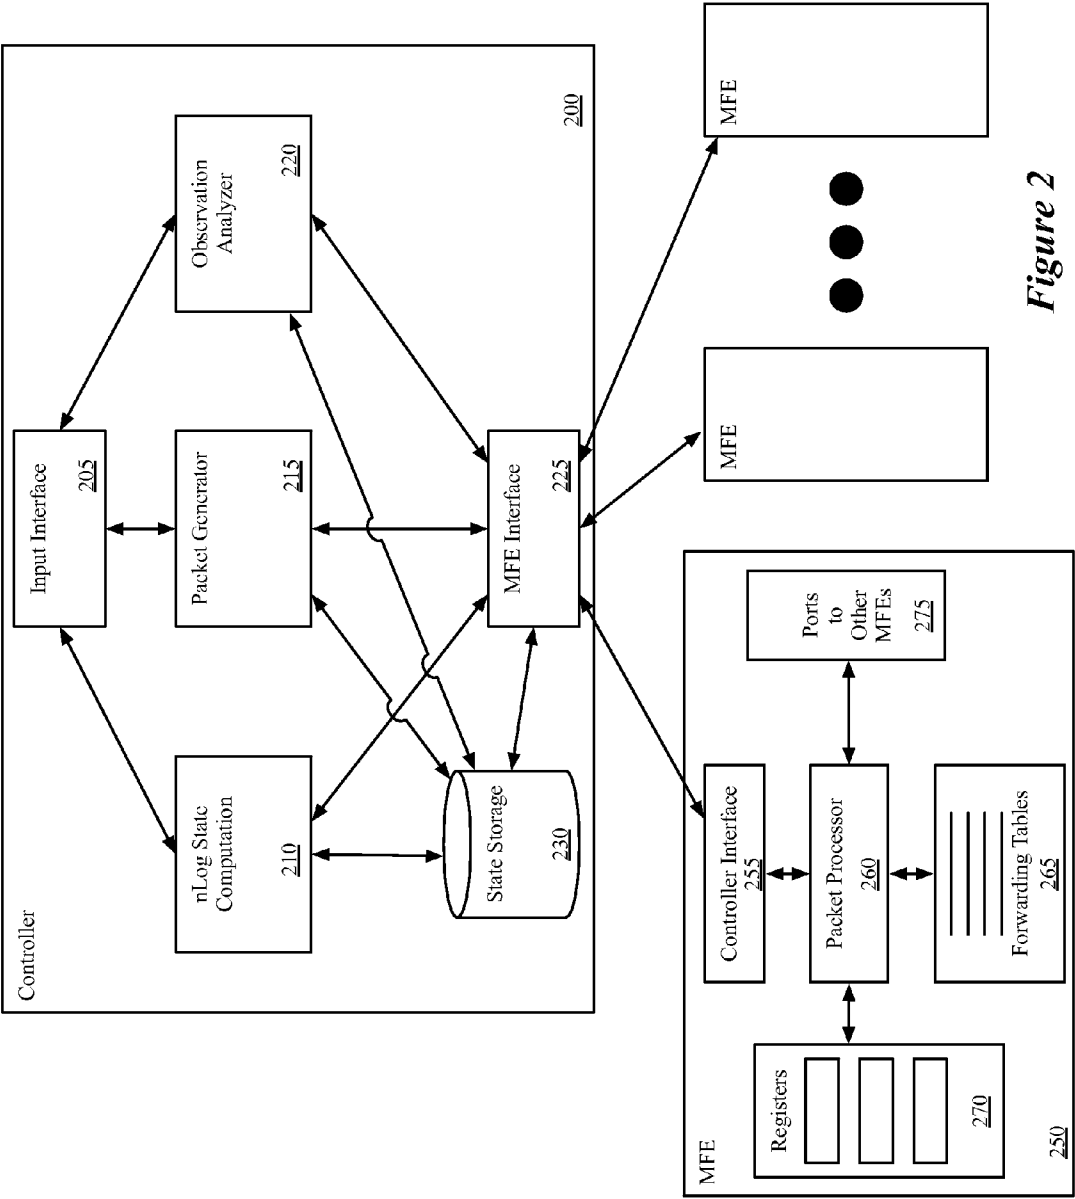 Controller
Input Interface
205
nLog State
Computation
210
Packet Generator
215
Observation
Analyzer
220
State Storage
230
MFE Interface
225
200
MFE
Controller Interface
255
Registers
270
Packet Processor
260
Ports
to
Other
MFEs
275
Forwarding Tables
265
250
MFE
MFE
Figure 2